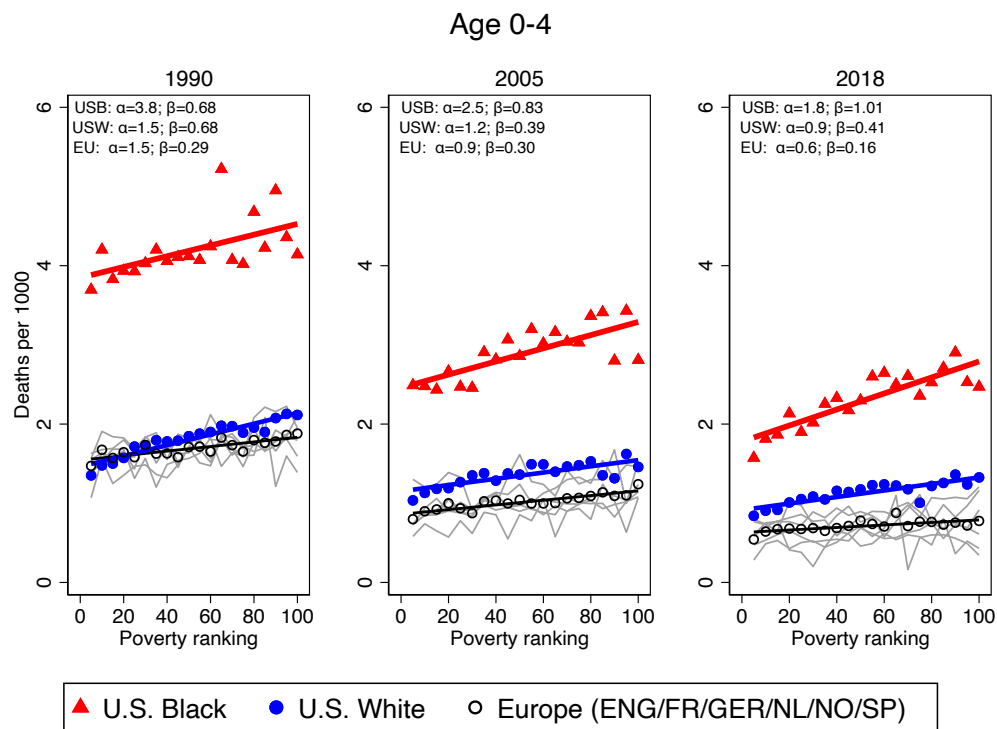 Age 0-4
1990
2005
2018
USB: α=3.8; β=0.68
USW: α=1.5; β=0.68
EU: α=1.5; β=0.29
USB: α=2.5; β=0.83
USW: α=1.2; β=0.39
EU: α=0.9; β=0.30
USB: α=1.8; β=1.01
USW: α=0.9; β=0.41
EU: α=0.6; β=0.16
Deaths per 1000
6
4
2
0
6
4
2
0
6
4
2
0
0 20 40 60 80 100
0 20 40 60 80 100
0 20 40 60 80 100
Poverty ranking
Poverty ranking
Poverty ranking
U.S. Black U.S. White Europe (ENG/FR/GER/NL/NO/SP)